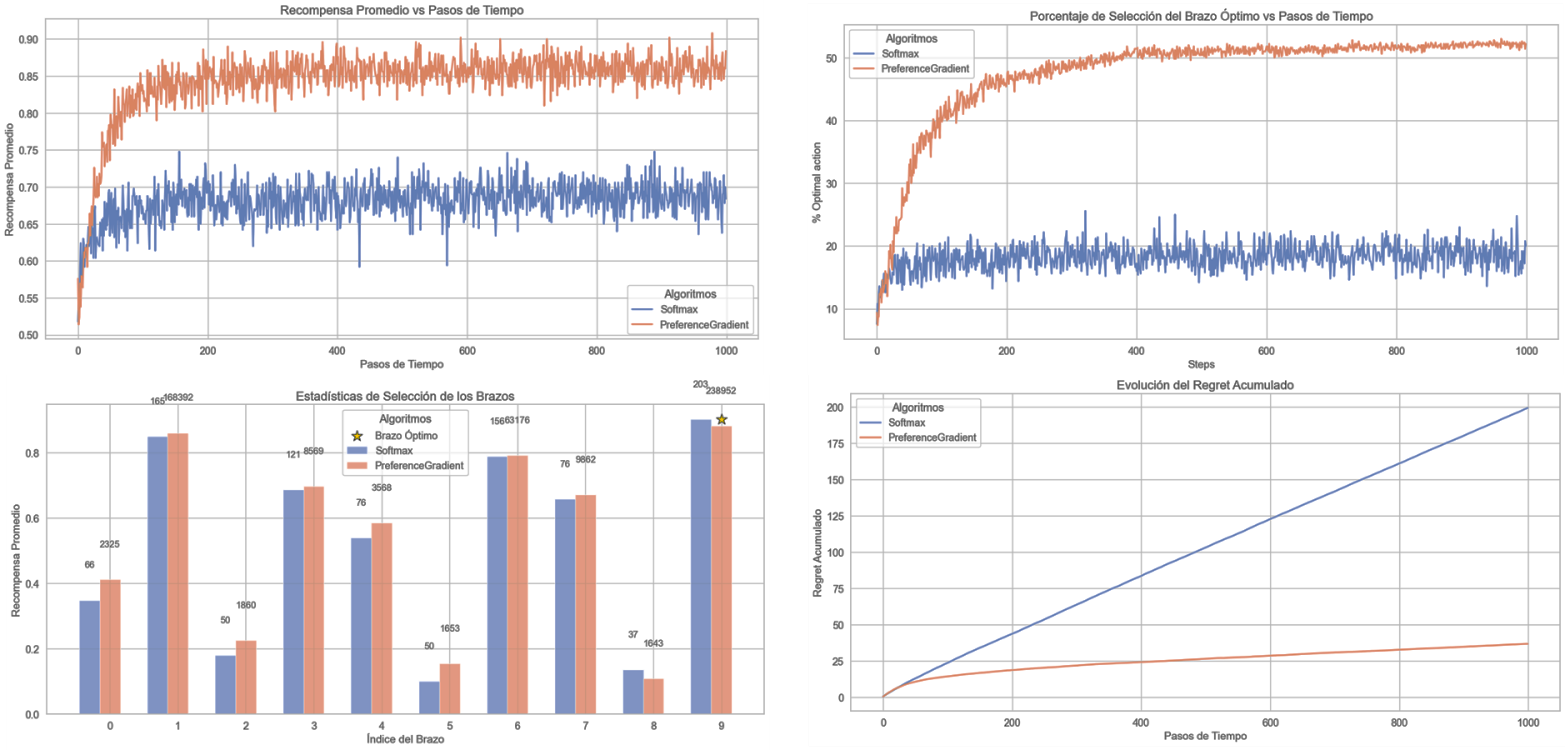 Recompensa Promedio vs Pasos de Tiempo
0.90
0.85
0.80
0.75
0.70
0.65
0.60
0.55
0.50
Recompensa Promedio
0 200 400 600 800 1000
Pasos de Tiempo
Algoritmos
Softmax
PreferenceGradient
Porcentaje de Selección del Brazo Óptimo vs Pasos de Tiempo
Algoritmos
Softmax
PreferenceGradient
50
40
30
20
10
% Optimal action
0 200 400 600 800 1000
Steps
Estadísticas de Selección de los Brazos
Algoritmos
Brazo Óptimo
Softmax
PreferenceGradient
0.8
0.6
0.4
0.2
0.0
Recompensa Promedio
66 2325
165 168392
50 1860
121 8569
76 3568
50 1653
156 63176
76 9862
37 1643
203 238952
0 1 2 3 4 5 6 7 8 9
Índice del Brazo
Evolución del Regret Acumulado
Algoritmos
Softmax
PreferenceGradient
200
175
150
125
100
75
50
25
0
Regret Acumulado
0 200 400 600 800 1000
Pasos de Tiempo